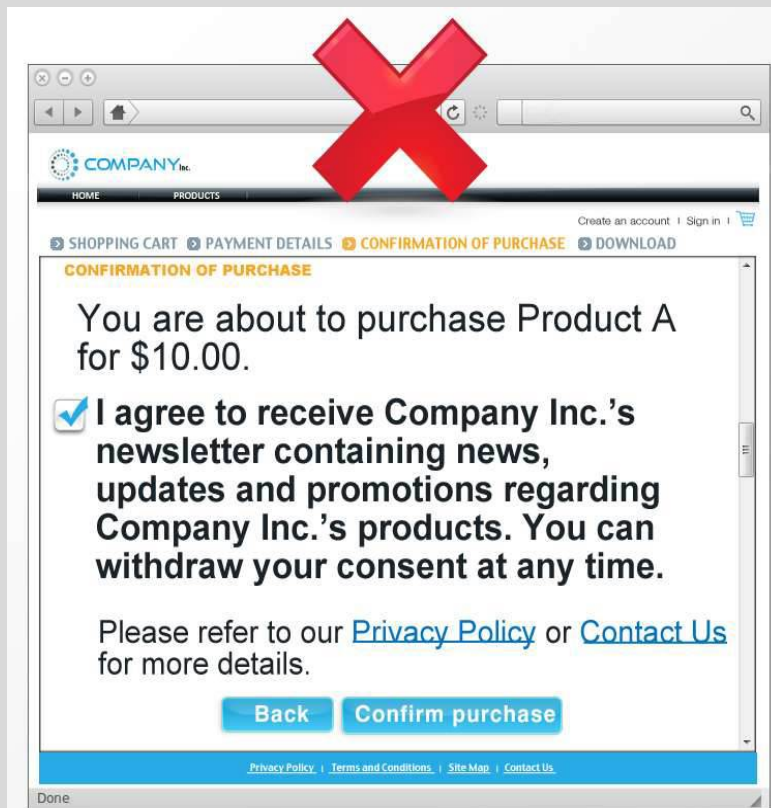 COMPANY Inc.
HOME PRODUCTS
Create an account | Sign in |
SHOPPING CART PAYMENT DETAILS CONFIRMATION OF PURCHASE DOWNLOAD
CONFIRMATION OF PURCHASE
You are about to purchase Product A
for $10.00.
I agree to receive Company Inc.’s
newsletter containing news,
updates and promotions regarding
Company Inc.’s products. You can
withdraw your consent at any time.
Please refer to our Privacy Policy or Contact Us
for more details.
Back Confirm purchase
Privacy Policy | Terms and Conditions | Site Map | Contact Us
Done